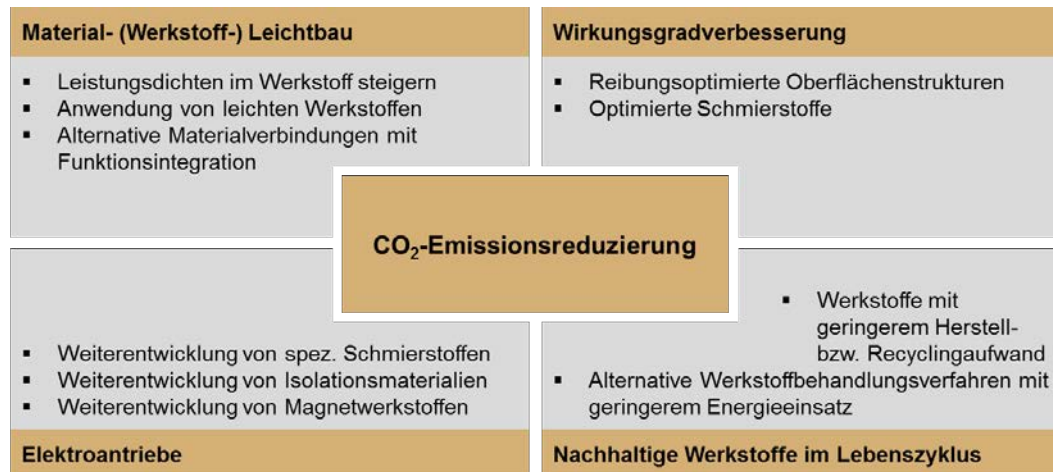 Material- (Werkstoff-) Leichtbau
▪ Leistungsdichten im Werkstoff steigern
▪ Anwendung von leichten Werkstoffen
▪ Alternative Materialverbindungen mit
Funktionsintegration
Wirkungsgradverbesserung
▪ Reibungsoptimierte Oberflächenstrukturen
▪ Optimierte Schmierstoffe
CO₂-Emissionsreduzierung
▪ Weiterentwicklung von spez. Schmierstoffen
▪ Weiterentwicklung von Isolationsmaterialien
▪ Weiterentwicklung von Magnetwerkstoffen
Elektroantriebe
▪ Werkstoffe mit
geringerem Herstell-
bzw. Recyclingaufwand
▪ Alternative Werkstoffbehandlungsverfahren mit
geringerem Energieeinsatz
Nachhaltige Werkstoffe im Lebenszyklus